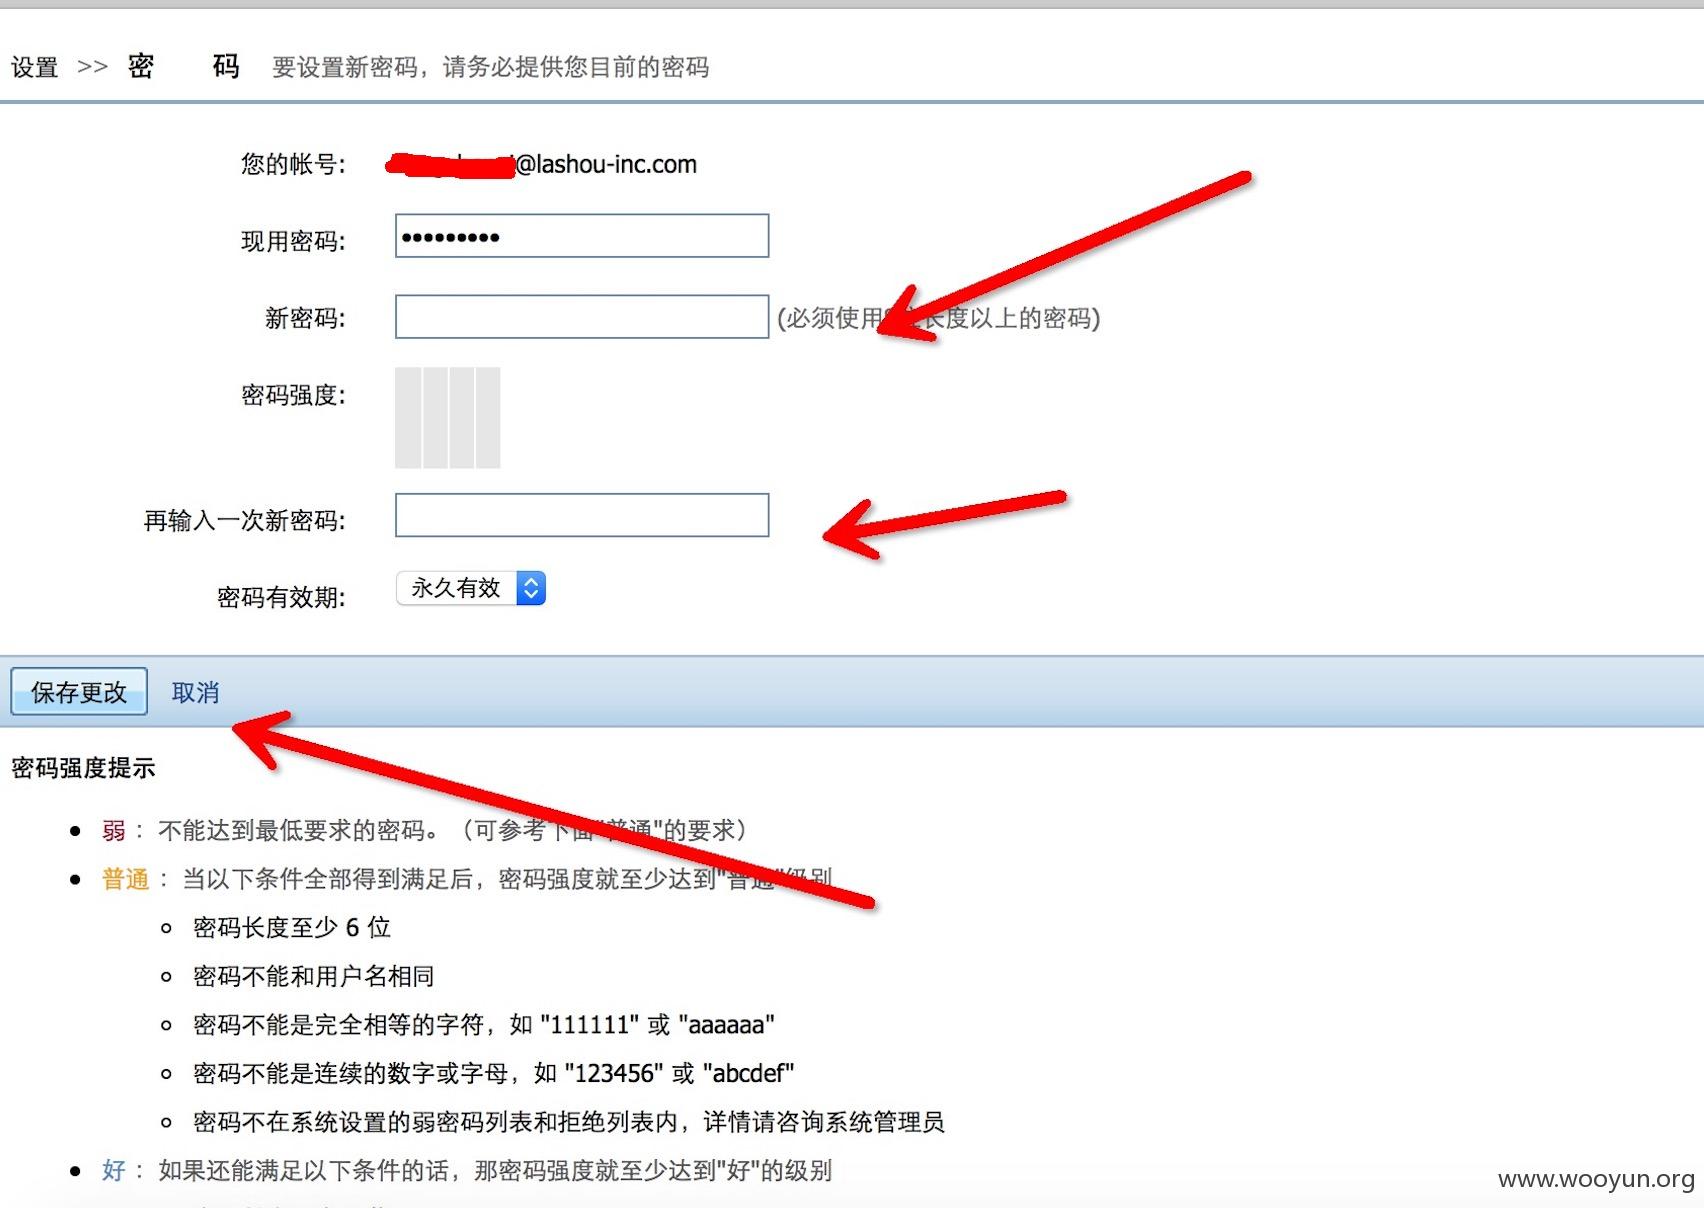 设置 >> 密 码 要设置新密码，请务必提供您目前的密码
您的帐号: @lashou-inc.com
现用密码: •••••••••
新密码: (必须使用 长度以上的密码)
密码强度:
再输入一次新密码:
密码有效期: 永久有效
保存更改 取消
密码强度提示
• 弱： 不能达到最低要求的密码。（可参考下面"普通"的要求）
• 普通： 当以下条件全部得到满足后，密码强度就至少达到"普通"级别
○ 密码长度至少 6 位
○ 密码不能和用户名相同
○ 密码不能是完全相等的字符，如 "111111" 或 "aaaaaa"
○ 密码不能是连续的数字或字母，如 "123456" 或 "abcdef"
○ 密码不在系统设置的弱密码列表和拒绝列表内，详情请咨询系统管理员
• 好： 如果还能满足以下条件的话，那密码强度就至少达到"好"的级别
www.wooyun.org